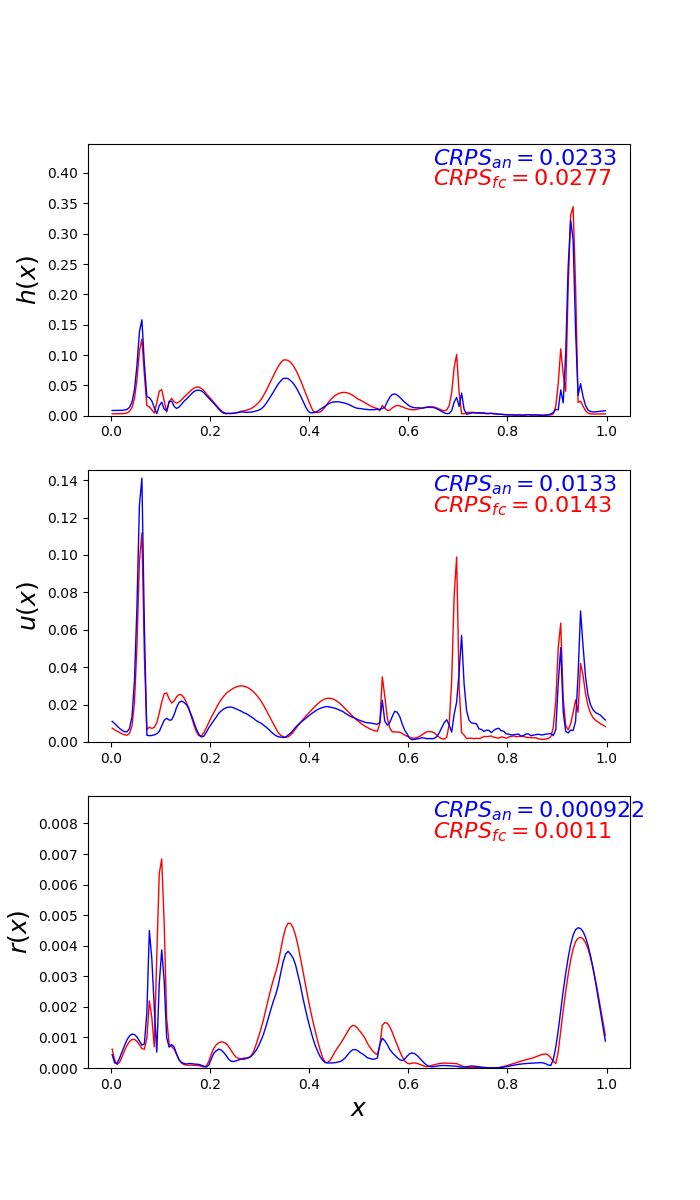 CRPS_an = 0.0233
CRPS_fc = 0.0277
0.40
0.35
0.30
0.25
0.20
0.15
0.10
0.05
0.00
h(x)
0.0 0.2 0.4 0.6 0.8 1.0
CRPS_an = 0.0133
CRPS_fc = 0.0143
0.14
0.12
0.10
0.08
0.06
0.04
0.02
0.00
u(x)
0.0 0.2 0.4 0.6 0.8 1.0
CRPS_an = 0.000922
CRPS_fc = 0.0011
0.008
0.007
0.006
0.005
0.004
0.003
0.002
0.001
0.000
r(x)
0.0 0.2 0.4 0.6 0.8 1.0
x